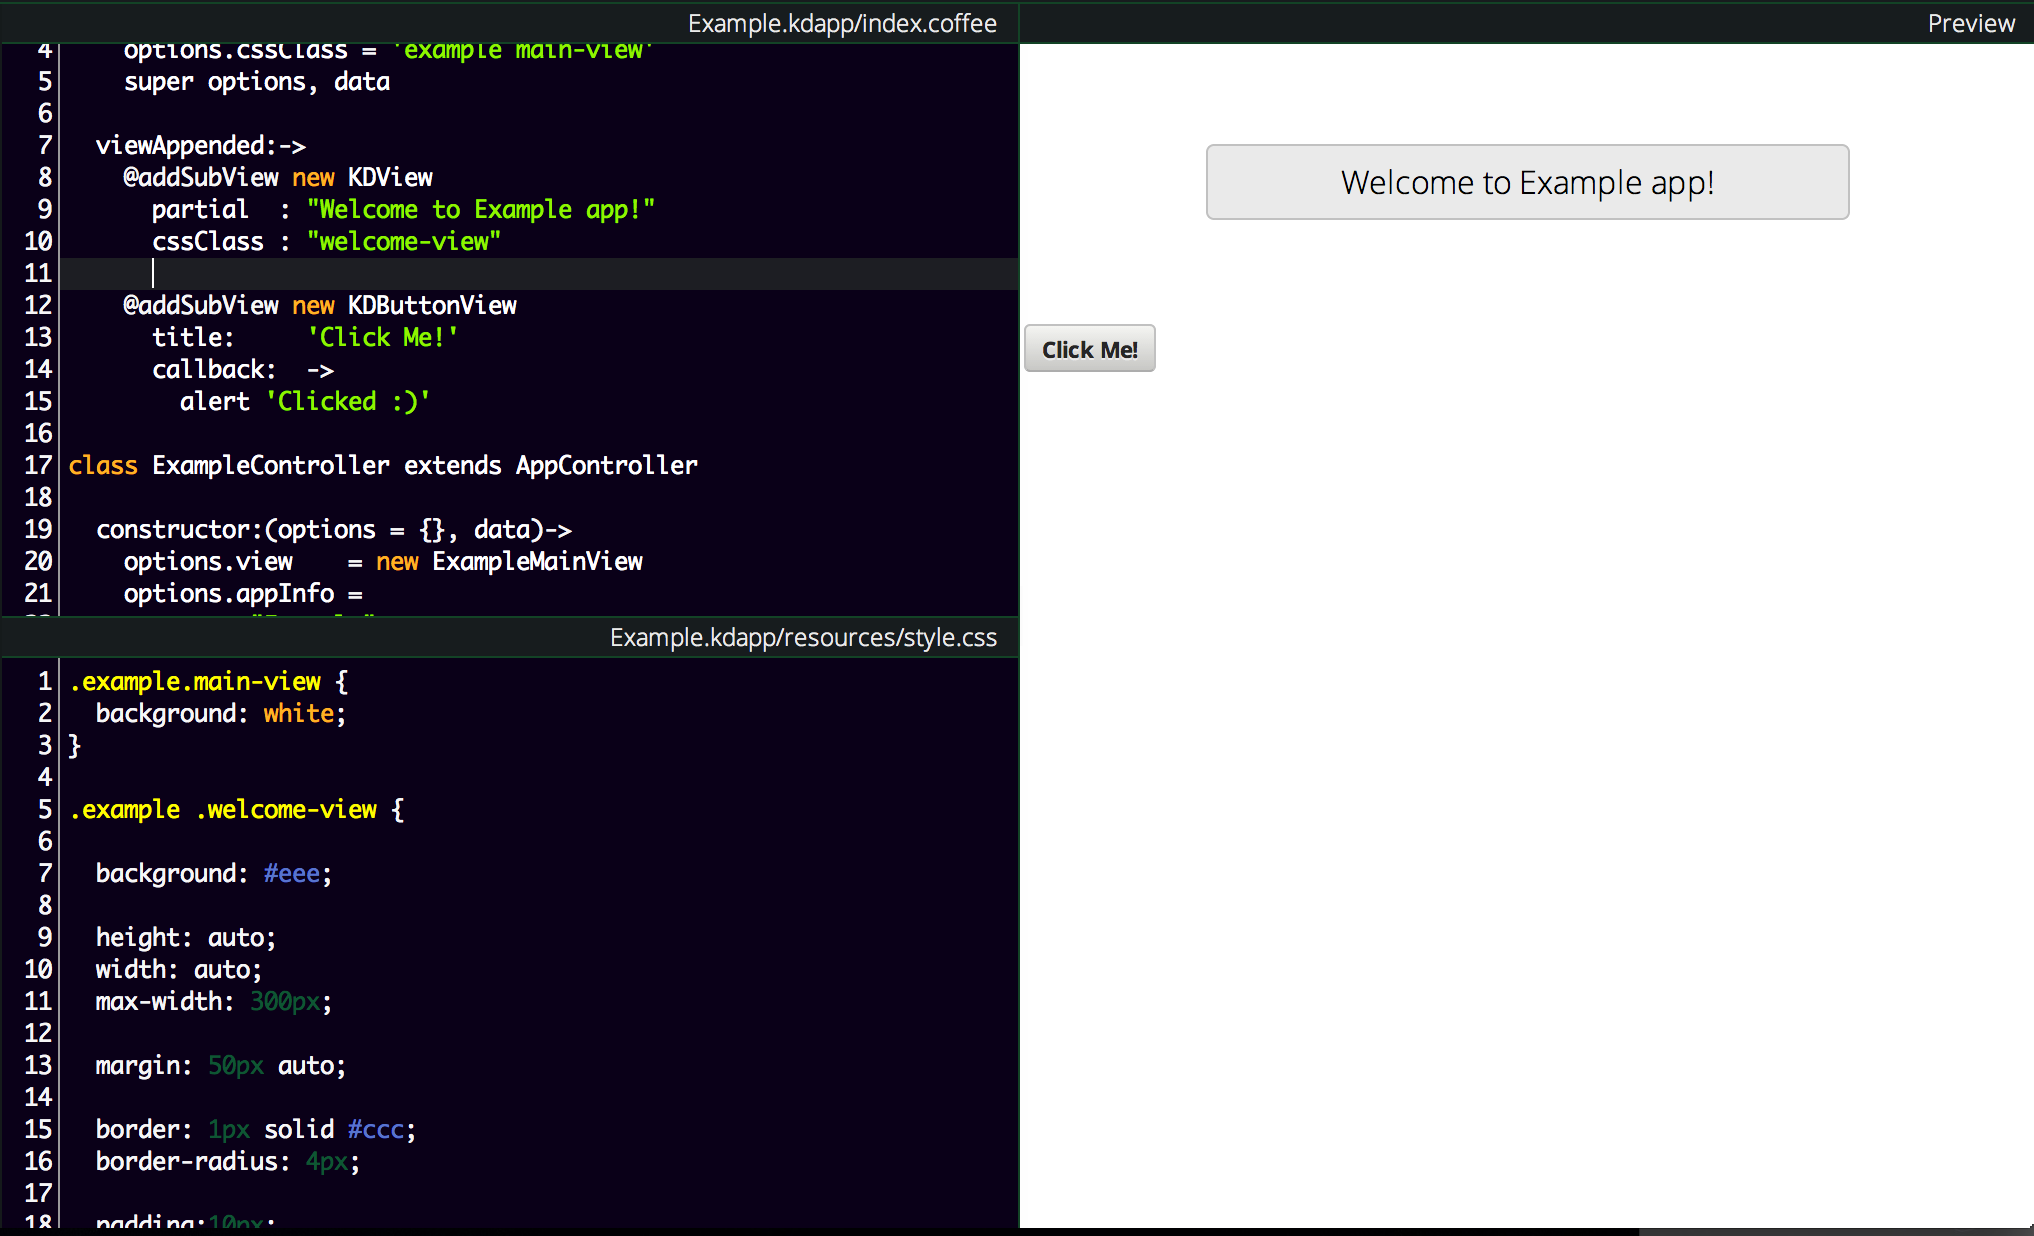 Example.kdapp/index.coffee
4     options.cssClass = 'example main-view'
5     super options, data
6
7   viewAppended:->
8     @addSubView new KDView
9       partial  : "Welcome to Example app!"
10       cssClass : "welcome-view"
11
12     @addSubView new KDButtonView
13       title:     'Click Me!'
14       callback:  ->
15         alert 'Clicked :)'
16
17 class ExampleController extends AppController
18
19   constructor:(options = {}, data)->
20     options.view    = new ExampleMainView
21     options.appInfo =
Example.kdapp/resources/style.css
1 .example.main-view {
2   background: white;
3 }
4
5 .example .welcome-view {
6
7   background: #eee;
8
9   height: auto;
10   width: auto;
11   max-width: 300px;
12
13   margin: 50px auto;
14
15   border: 1px solid #ccc;
16   border-radius: 4px;
17
18   padding:10px;
Preview
Welcome to Example app!
Click Me!